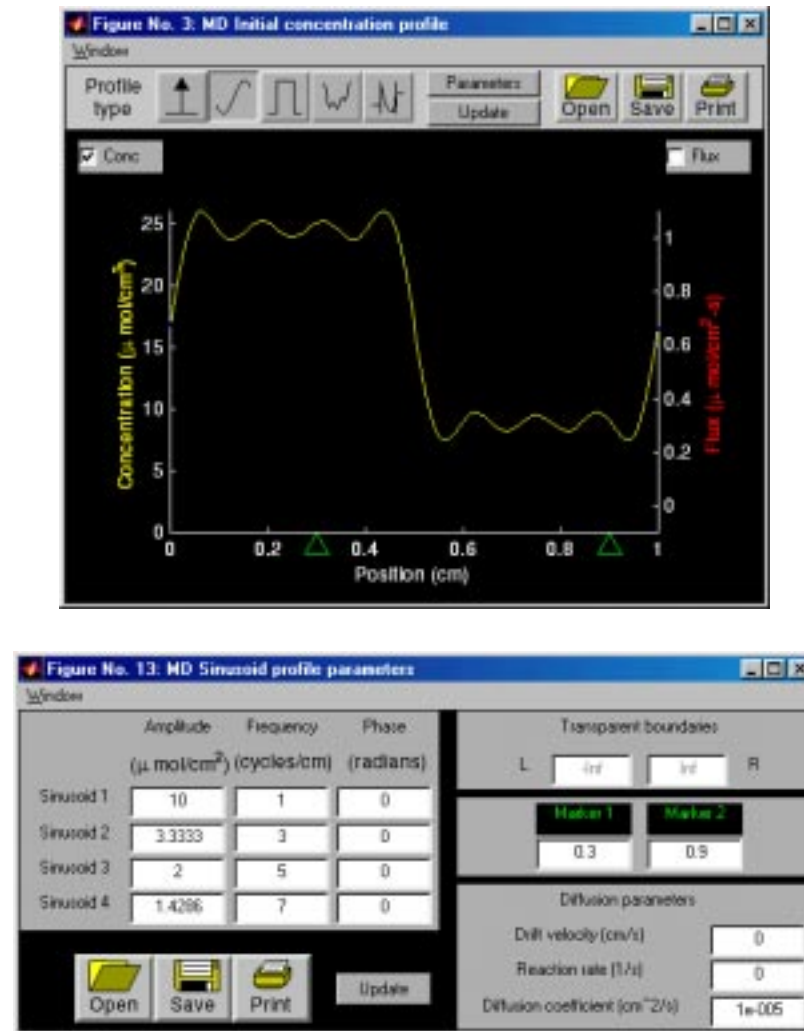 Figure No. 3: MD Initial concentration profile
Window
Profile type
Parameters
Update
Open Save Print
Conc
Flux
Concentration (μ mol/cm³)
25
20
15
10
5
0
1
0.8
0.6
0.4
0.2
0
Flux (μ mol/cm²-s)
0 0.2 0.4 0.6 0.8 1
Position (cm)
Figure No. 13: MD Sinusoid profile parameters
Window
Amplitude Frequency Phase
(μ mol/cm²) (cycles/cm) (radians)
Sinusoid 1 10 1 0
Sinusoid 2 3.3333 3 0
Sinusoid 3 2 5 0
Sinusoid 4 1.4286 7 0
Open Save Print
Update
Transparent boundaries
L -Inf Inf R
Marker 1 Marker 2
0.3 0.9
Diffusion parameters
Drift velocity (cm/s) 0
Reaction rate (1/s) 0
Diffusion coefficient (cm^2/s) 1e-005